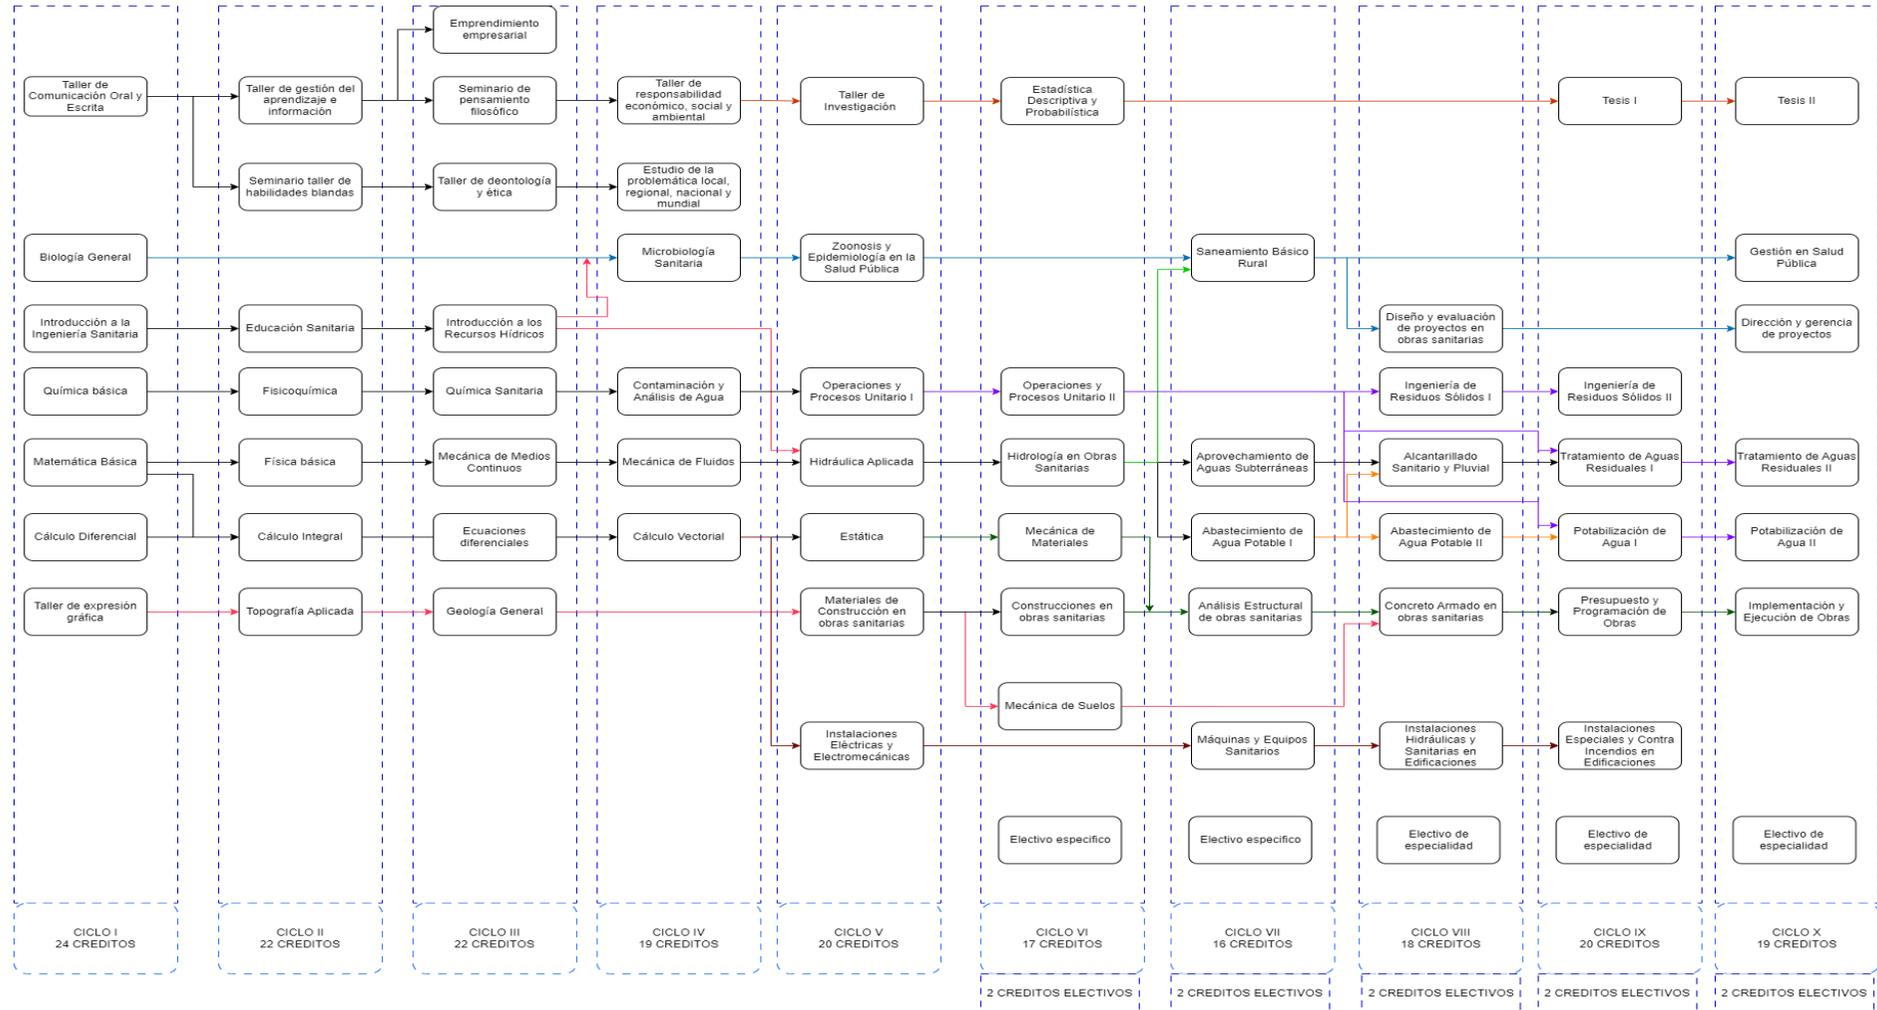 Emprendimiento
empresarial
Taller de
Comunicación Oral y
Escrita
Taller de gestión del
aprendizaje e
información
Seminario de
pensamiento
filosófico
Taller de
responsabilidad
económico, social y
ambiental
Taller de
Investigación
Estadística
Descriptiva y
Probabilística
Tesis I
Tesis II
Seminario taller de
habilidades blandas
Taller de deontología
y ética
Estudio de la
problemática local,
regional, nacional y
mundial
Biología General
Microbiología
Sanitaria
Zoonosis y
Epidemiología en la
Salud Pública
Saneamiento Básico
Rural
Gestión en Salud
Pública
Introducción a la
Ingeniería Sanitaria
Educación Sanitaria
Introducción a los
Recursos Hídricos
Diseño y evaluación
de proyectos en
obras sanitarias
Dirección y gerencia
de proyectos
Química básica
Fisicoquímica
Química Sanitaria
Contaminación y
Análisis de Agua
Operaciones y
Procesos Unitario I
Operaciones y
Procesos Unitario II
Ingeniería de
Residuos Sólidos I
Ingeniería de
Residuos Sólidos II
Matemática Básica
Física básica
Mecánica de Medios
Continuos
Mecánica de Fluidos
Hidráulica Aplicada
Hidrología en Obras
Sanitarias
Aprovechamiento de
Aguas Subterráneas
Alcantarillado
Sanitario y Pluvial
Tratamiento de Aguas
Residuales I
Tratamiento de Aguas
Residuales II
Cálculo Diferencial
Cálculo Integral
Ecuaciones
diferenciales
Cálculo Vectorial
Estática
Mecánica de
Materiales
Abastecimiento de
Agua Potable I
Abastecimiento de
Agua Potable II
Potabilización de
Agua I
Potabilización de
Agua II
Taller de expresión
gráfica
Topografía Aplicada
Geología General
Materiales de
Construcción en
obras sanitarias
Construcciones en
obras sanitarias
Análisis Estructural
de obras sanitarias
Concreto Armado en
obras sanitarias
Presupuesto y
Programación de
Obras
Implementación y
Ejecución de Obras
Mecánica de Suelos
Instalaciones
Eléctricas y
Electromecánicas
Máquinas y Equipos
Sanitarios
Instalaciones
Hidráulicas y
Sanitarias en
Edificaciones
Instalaciones
Especiales y Contra
Incendios en
Edificaciones
Electivo especifico
Electivo especifico
Electivo de
especialidad
Electivo de
especialidad
Electivo de
especialidad
CICLO I
24 CREDITOS
CICLO II
22 CREDITOS
CICLO III
22 CREDITOS
CICLO IV
19 CREDITOS
CICLO V
20 CREDITOS
CICLO VI
17 CREDITOS
CICLO VII
16 CREDITOS
CICLO VIII
18 CREDITOS
CICLO IX
20 CREDITOS
CICLO X
19 CREDITOS
2 CREDITOS ELECTIVOS
2 CREDITOS ELECTIVOS
2 CREDITOS ELECTIVOS
2 CREDITOS ELECTIVOS
2 CREDITOS ELECTIVOS